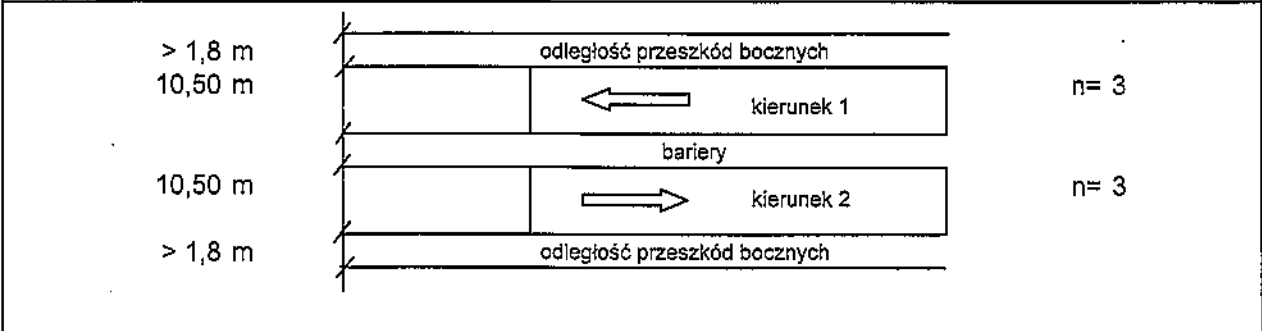 > 1,8 m odległość przeszkód bocznych
10,50 m kierunek 1 n= 3
bariery
10,50 m kierunek 2 n= 3
> 1,8 m odległość przeszkód bocznych